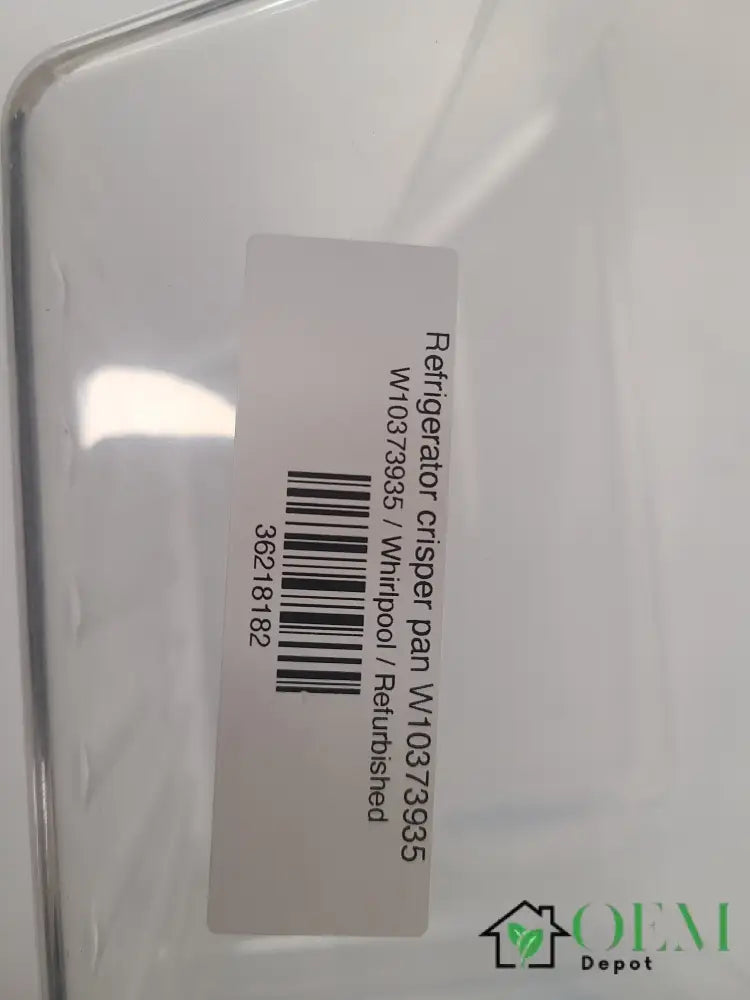 Refrigerator crisper pan W10373935
W10373935 / Whirlpool / Refurbished
36218182
OEM
Depot